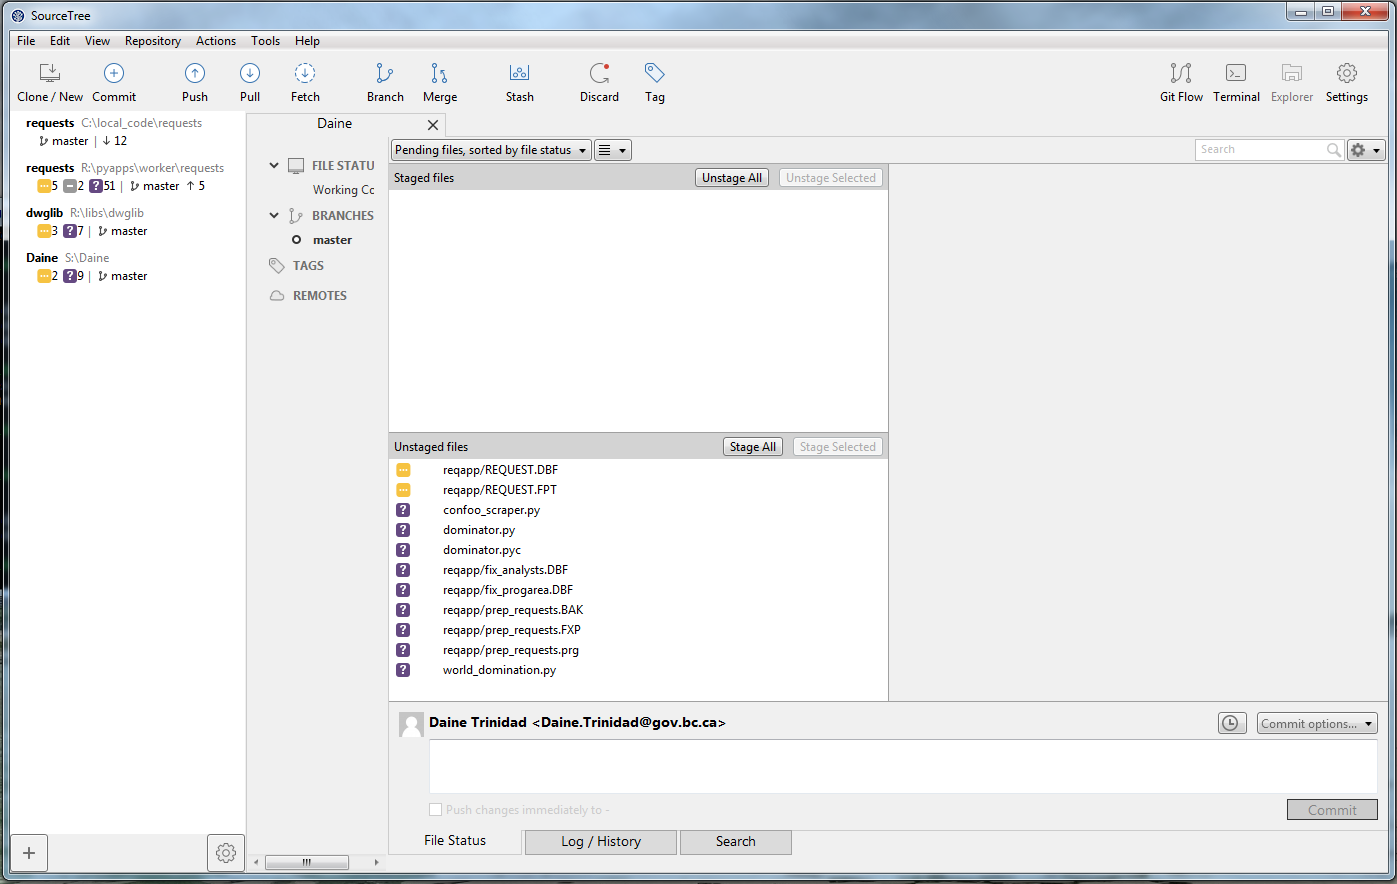 SourceTree
File Edit View Repository Actions Tools Help
Clone / New Commit Push Pull Fetch Branch Merge Stash Discard Tag Git Flow Terminal Explorer Settings
requests C:\local_code\requests
master | 12
requests R:\pyapps\worker\requests
5 2 ?51 | master 5
dwglib R:\libs\dwglib
3 ?7 | master
Daine S:\Daine
2 ?9 | master
Daine
FILE STATU
Working Cc
BRANCHES
master
TAGS
REMOTES
Pending files, sorted by file status
Search
Staged files Unstage All Unstage Selected
Unstaged files Stage All Stage Selected
reqapp/REQUEST.DBF
reqapp/REQUEST.FPT
? confoo_scraper.py
? dominator.py
? dominator.pyc
? reqapp/fix_analysts.DBF
? reqapp/fix_progarea.DBF
? reqapp/prep_requests.BAK
? reqapp/prep_requests.FXP
? reqapp/prep_requests.prg
? world_domination.py
Daine Trinidad <Daine.Trinidad@gov.bc.ca>
Commit options...
Push changes immediately to -
Commit
File Status Log / History Search